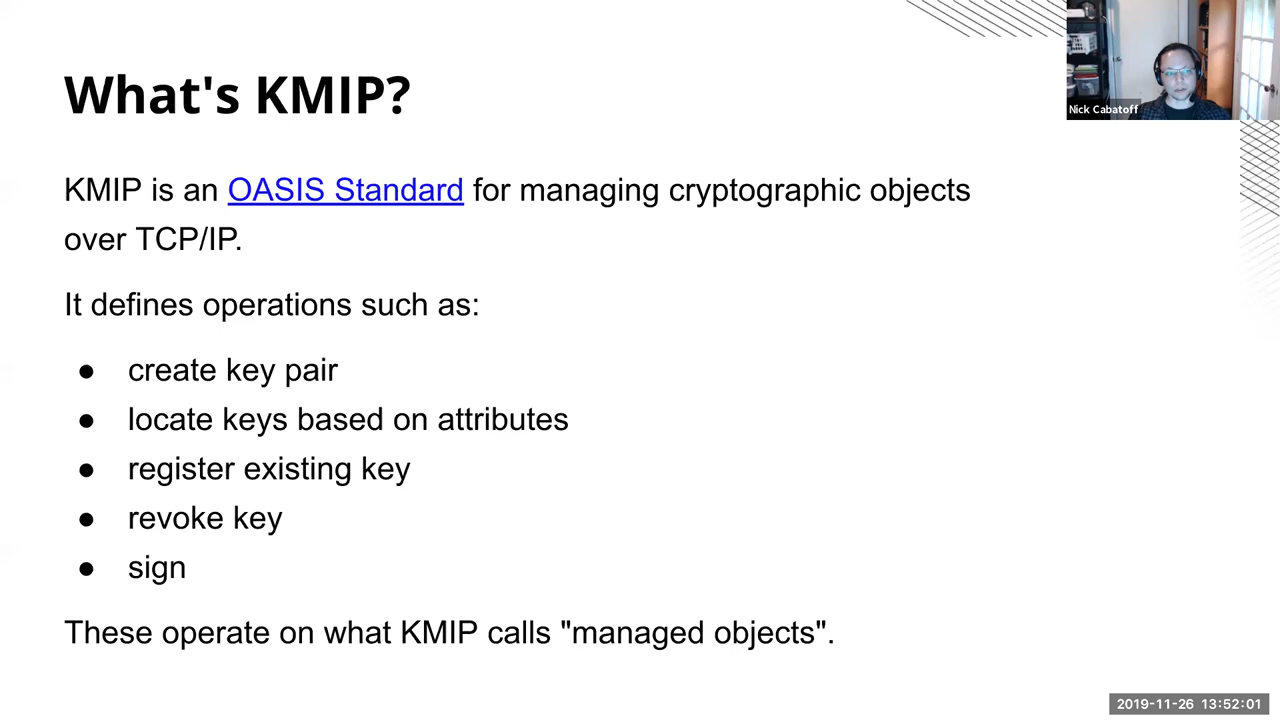 What's KMIP?
Nick Cabatoff
KMIP is an OASIS Standard for managing cryptographic objects
over TCP/IP.
It defines operations such as:
● create key pair
● locate keys based on attributes
● register existing key
● revoke key
● sign
These operate on what KMIP calls "managed objects".
2019-11-26 13:52:01